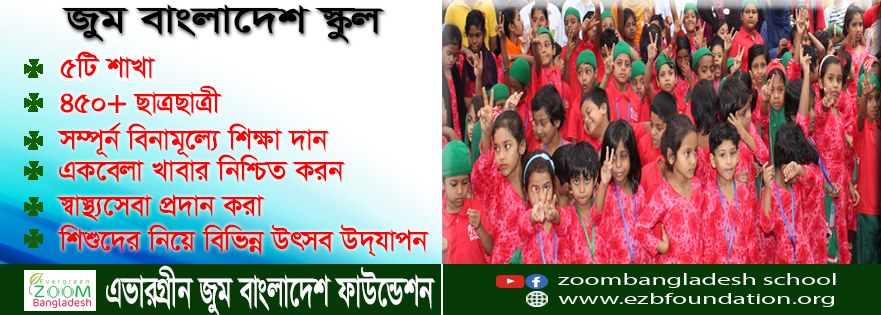 জুম বাংলাদেশ স্কুল
৫টি শাখা
৪৫০+ ছাত্রছাত্রী
সম্পূর্ন বিনামূল্যে শিক্ষা দান
একবেলা খাবার নিশ্চিত করন
স্বাস্থ্যসেবা প্রদান করা
শিশুদের নিয়ে বিভিন্ন উৎসব উদ্‌যাপন
Evergreen
ZOOM
Bangladesh
এভারগ্রীন জুম বাংলাদেশ ফাউন্ডেশন
zoombangladesh school
www.ezbfoundation.org